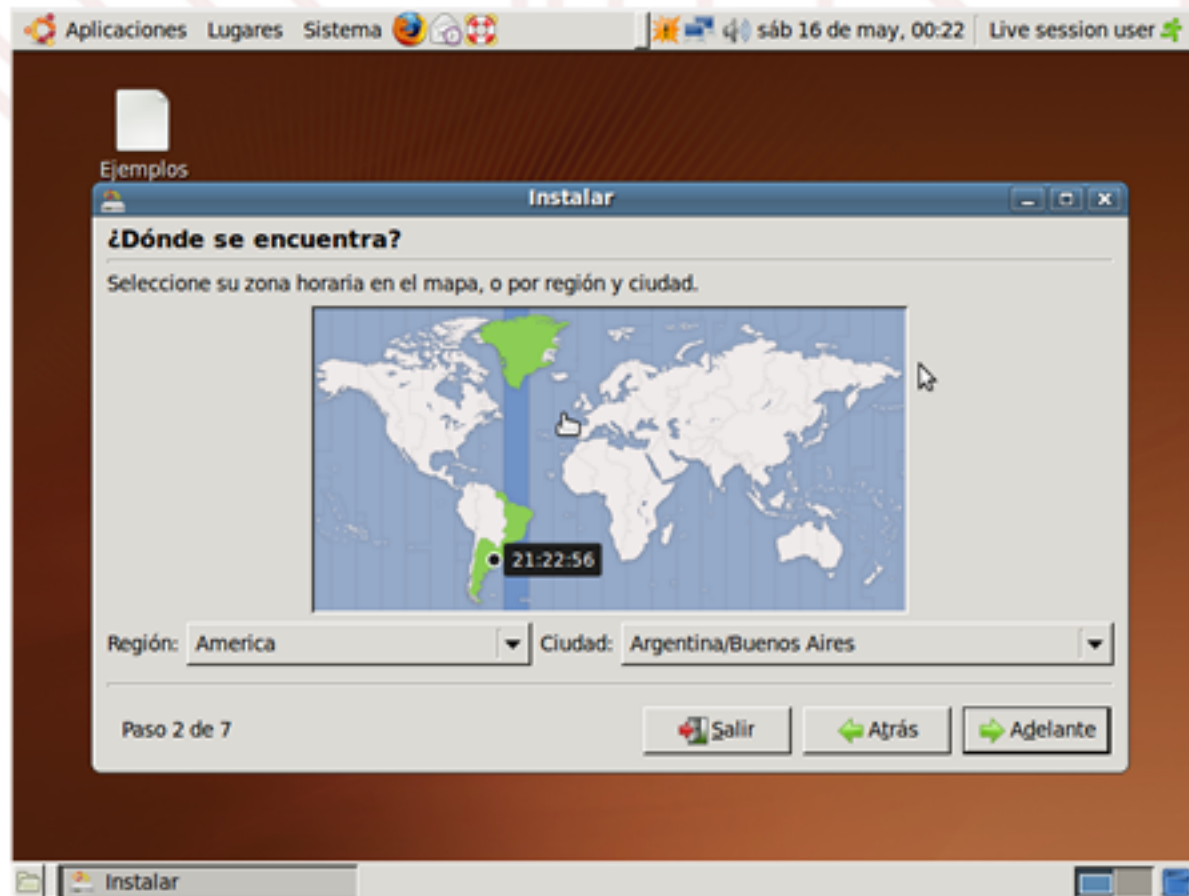 Aplicaciones Lugares Sistema sáb 16 de may, 00:22 Live session user
Ejemplos
Instalar
¿Dónde se encuentra?
Seleccione su zona horaria en el mapa, o por región y ciudad.
21:22:56
Región: America Ciudad: Argentina/Buenos Aires
Paso 2 de 7 Salir Atrás Adelante
Instalar